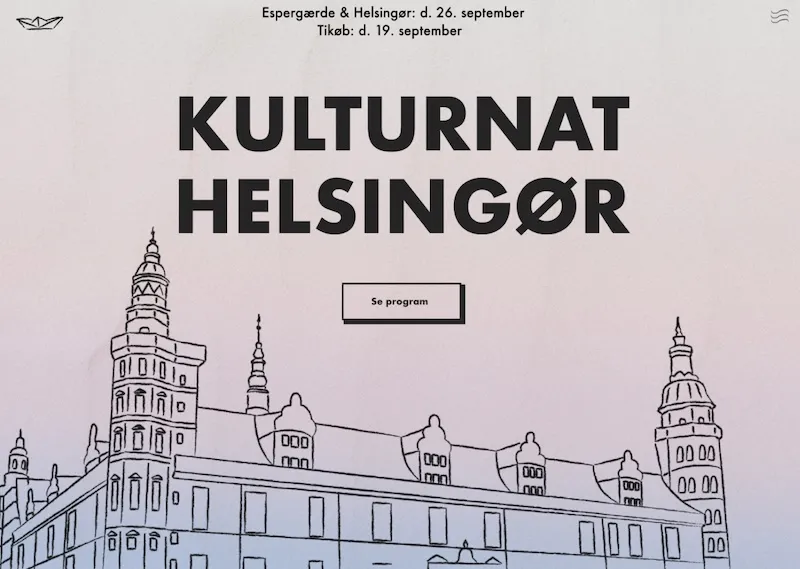 Espergærde & Helsingør: d. 26. september
Tikøb: d. 19. september
KULTURNAT
HELSINGØR
Se program